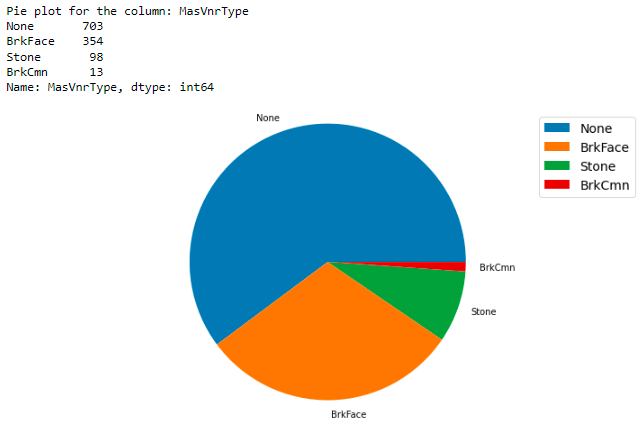 Pie plot for the column: MasVnrType
None       703
BrkFace    354
Stone       98
BrkCmn      13
Name: MasVnrType, dtype: int64
None
None
BrkFace
Stone
BrkCmn
BrkCmn
Stone
BrkFace